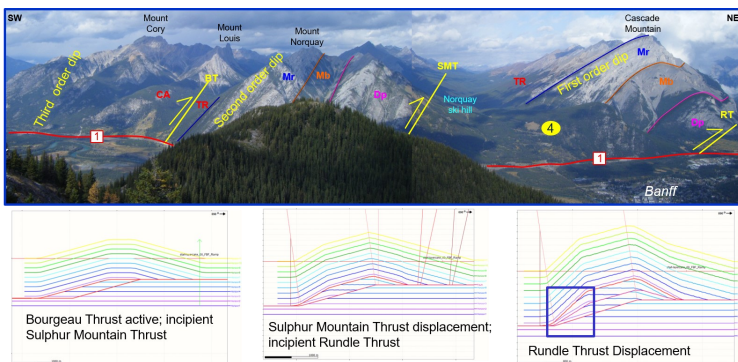 SW
Mount
Cory
Mount
Louis
Mount
Norquay
Cascade
Mountain
NE
Third order dip
CA
BT
TR
Second order dip
Mr
Mb
Dp
SMT
Norquay
ski hill
TR
First order dip
Mr
4
RT
1
1
Banff
Bourgeau Thrust active; incipient
Sulphur Mountain Thrust
Sulphur Mountain Thrust displacement;
incipient Rundle Thrust
Rundle Thrust Displacement